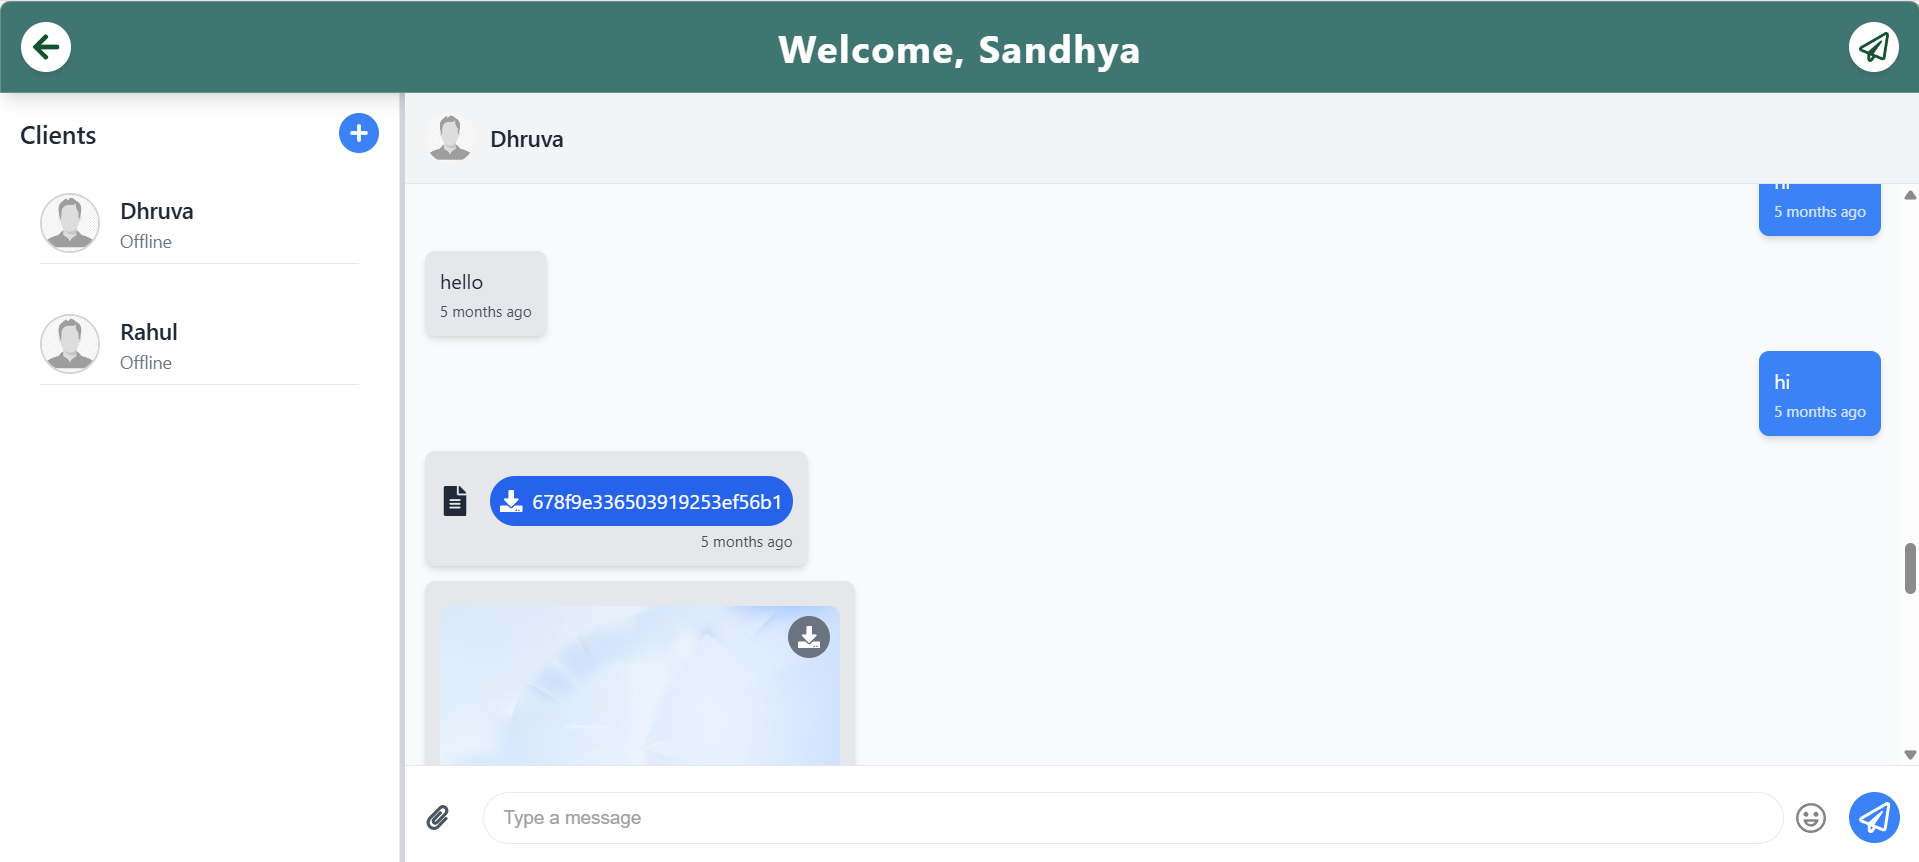 Welcome, Sandhya
Clients
Dhruva
Offline
Rahul
Offline
Dhruva
hi
5 months ago
hello
5 months ago
hi
5 months ago
678f9e336503919253ef56b1
5 months ago
Type a message